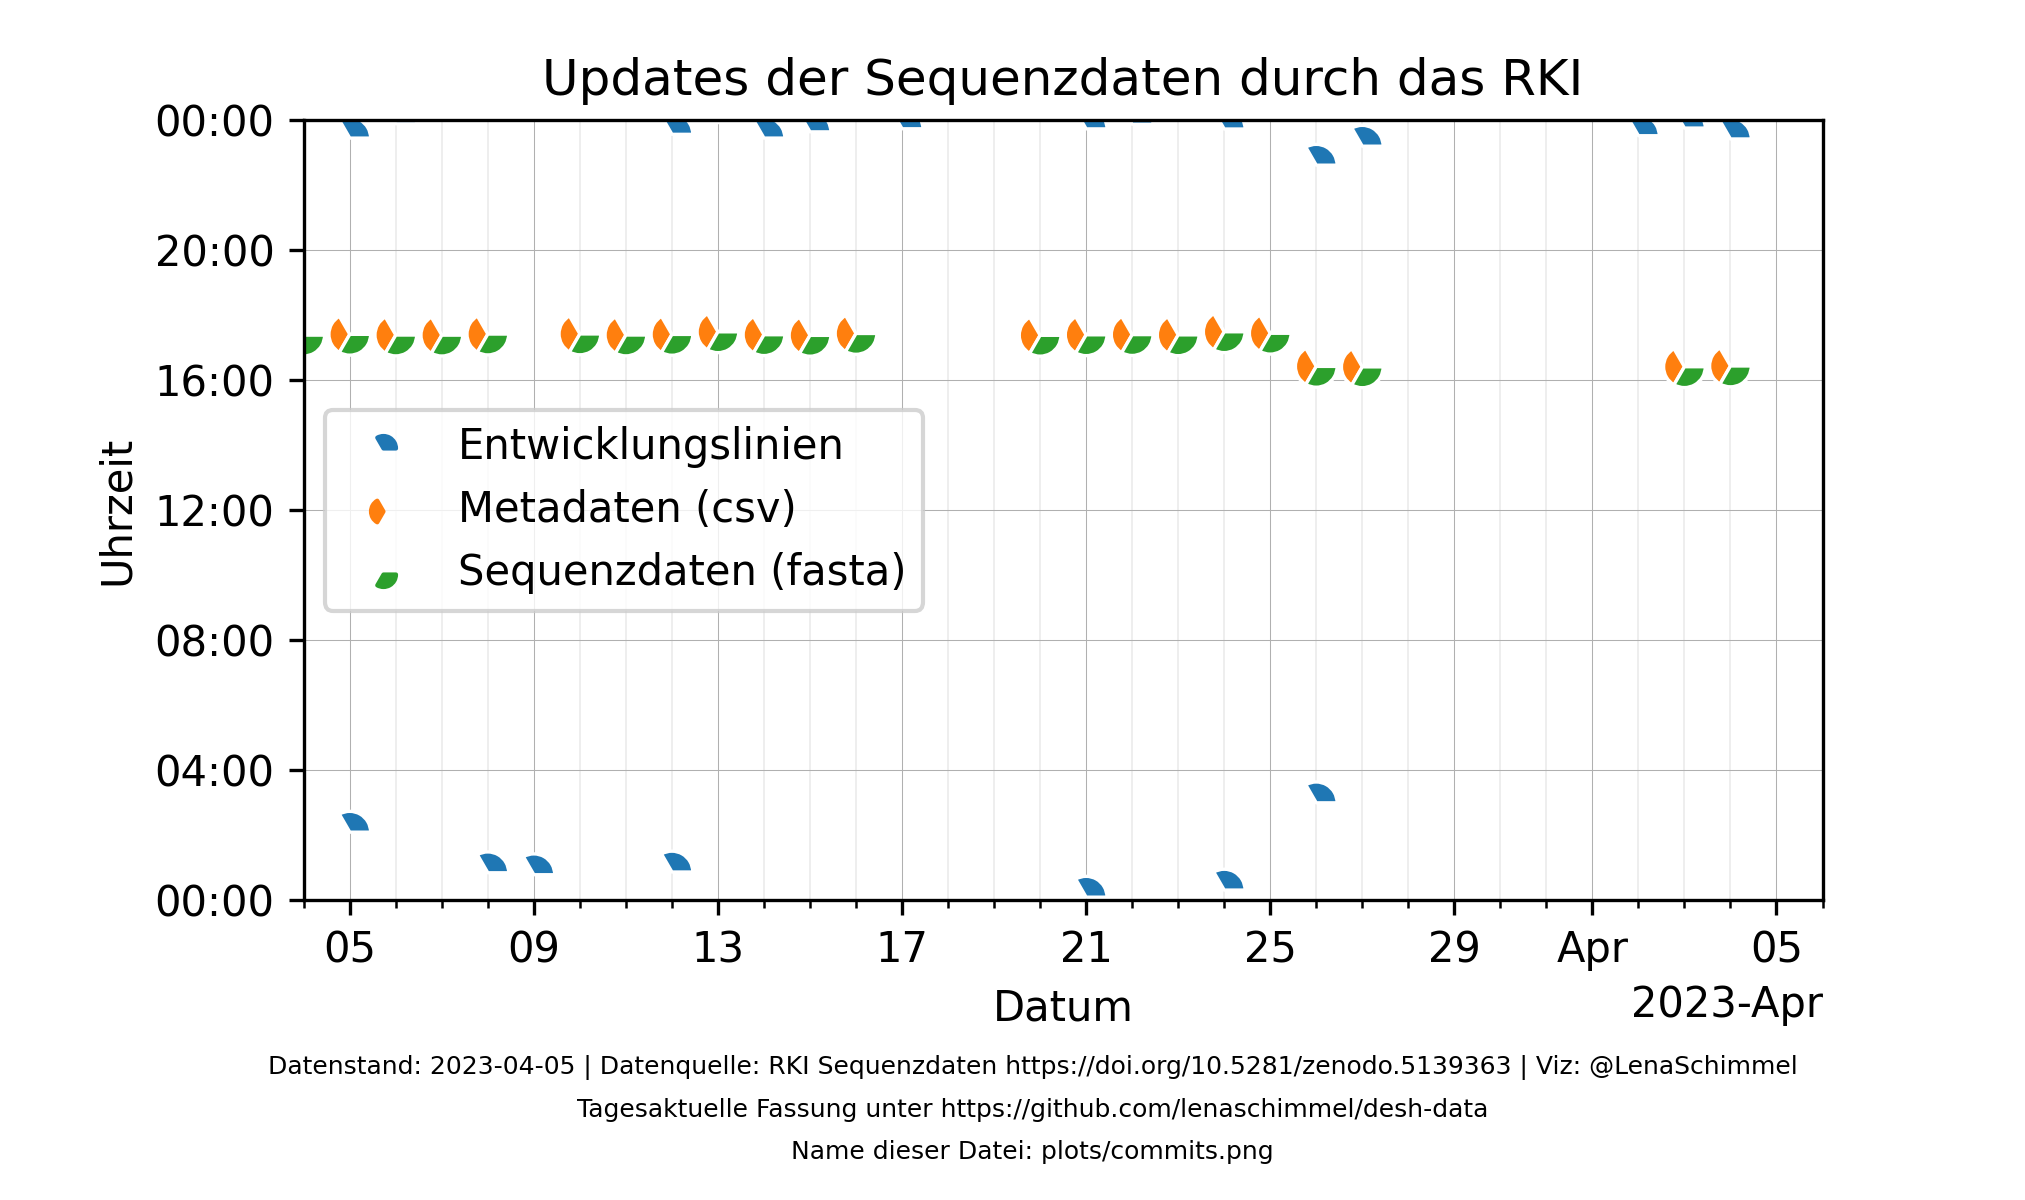 Updates der Sequenzdaten durch das RKI
00:00
20:00
16:00
12:00
08:00
04:00
00:00
Uhrzeit
Entwicklungslinien
Metadaten (csv)
Sequenzdaten (fasta)
05 09 13 17 21 25 29 Apr 05
Datum
2023-Apr
Datenstand: 2023-04-05 | Datenquelle: RKI Sequenzdaten https://doi.org/10.5281/zenodo.5139363 | Viz: @LenaSchimmel
Tagesaktuelle Fassung unter https://github.com/lenaschimmel/desh-data
Name dieser Datei: plots/commits.png